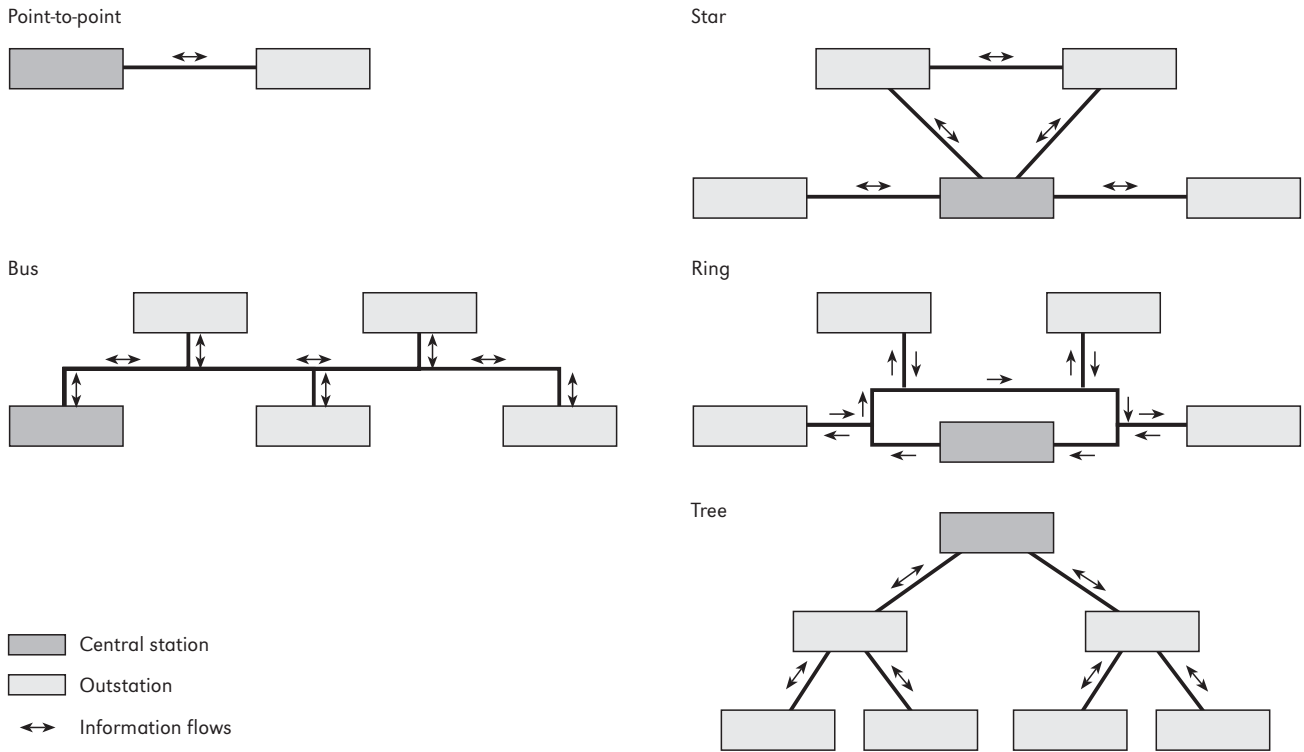 Point-to-point
Star
Bus
Ring
Tree
Central station
Outstation
Information flows